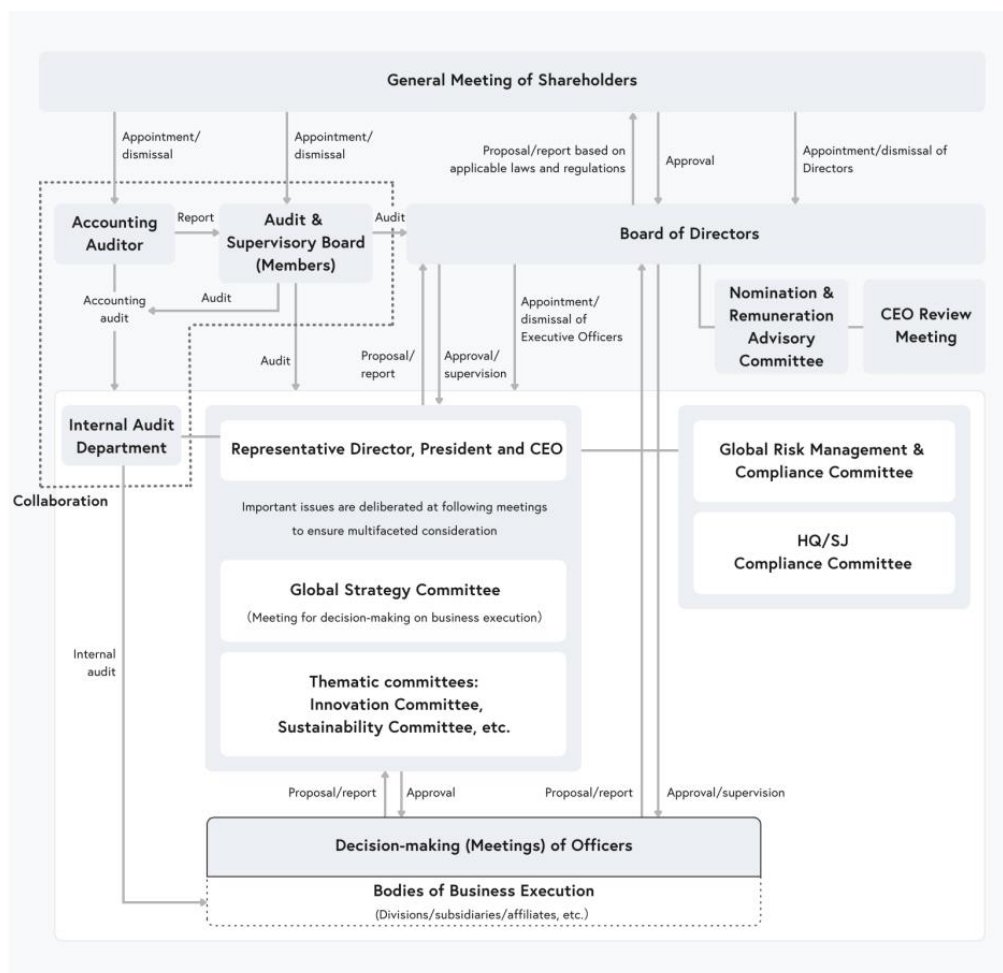 General Meeting of Shareholders
Appointment/
dismissal
Appointment/
dismissal
Proposal/report based on
applicable laws and regulations
Approval
Appointment/dismissal of
Directors
Accounting
Auditor
Report
Audit &
Supervisory Board
(Members)
Audit
Board of Directors
Accounting
audit
Audit
Audit
Proposal/
report
Approval/
supervision
Appointment/
dismissal of
Executive Officers
Nomination &
Remuneration
Advisory
Committee
CEO Review
Meeting
Internal Audit
Department
Collaboration
Representative Director, President and CEO
Important issues are deliberated at following meetings
to ensure multifaceted consideration
Global Strategy Committee
(Meeting for decision-making on business execution)
Thematic committees:
Innovation Committee,
Sustainability Committee, etc.
Global Risk Management &
Compliance Committee
HQ/SJ
Compliance Committee
Internal
audit
Proposal/report
Approval
Proposal/report
Approval/supervision
Decision-making (Meetings) of Officers
Bodies of Business Execution
(Divisions/subsidiaries/affiliates, etc.)